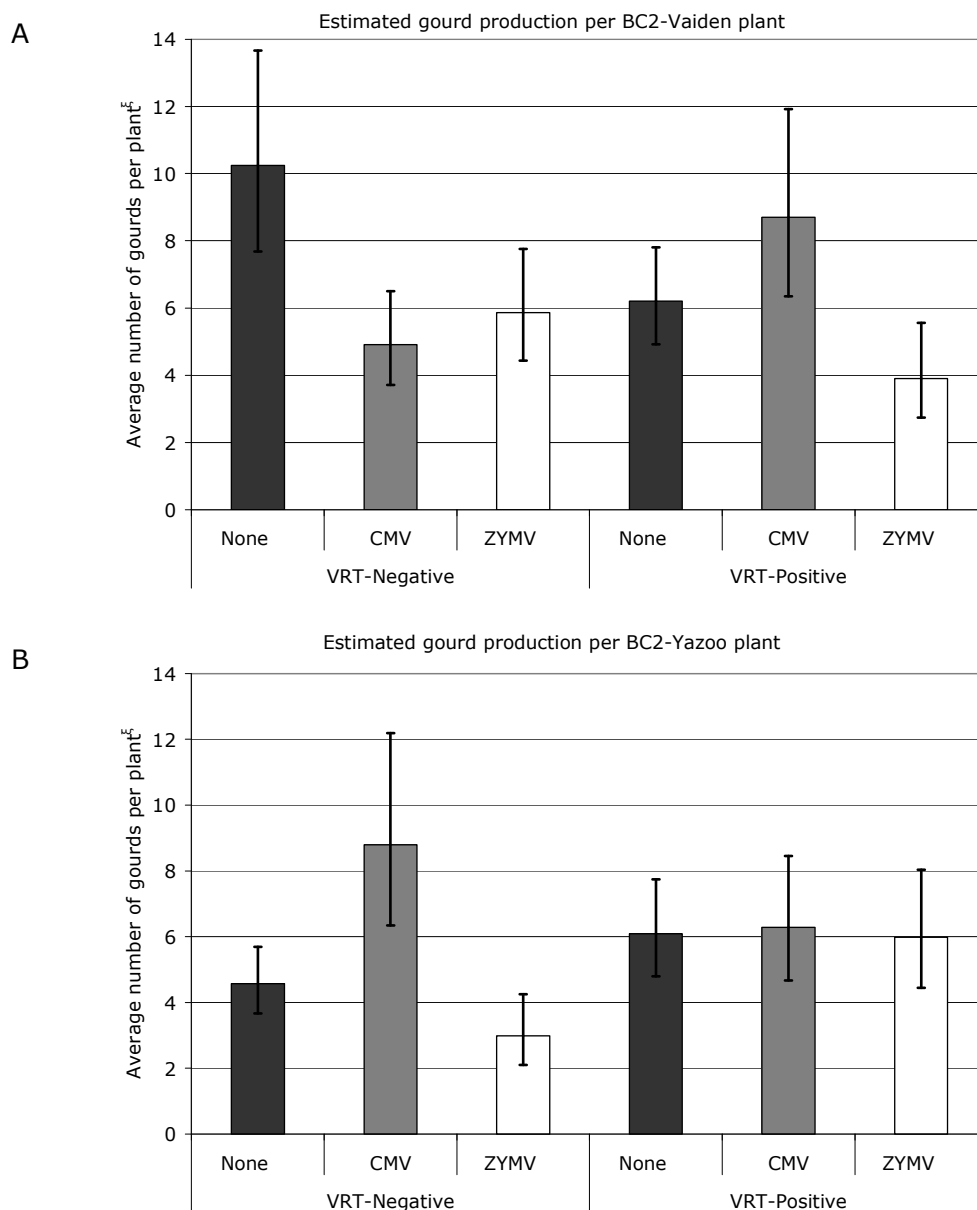 A
Estimated gourd production per BC2-Vaiden plant
Average number of gourds per plant^ξ
14
12
10
8
6
4
2
0
None CMV ZYMV None CMV ZYMV
VRT-Negative VRT-Positive
B
Estimated gourd production per BC2-Yazoo plant
Average number of gourds per plant^ξ
14
12
10
8
6
4
2
0
None CMV ZYMV None CMV ZYMV
VRT-Negative VRT-Positive